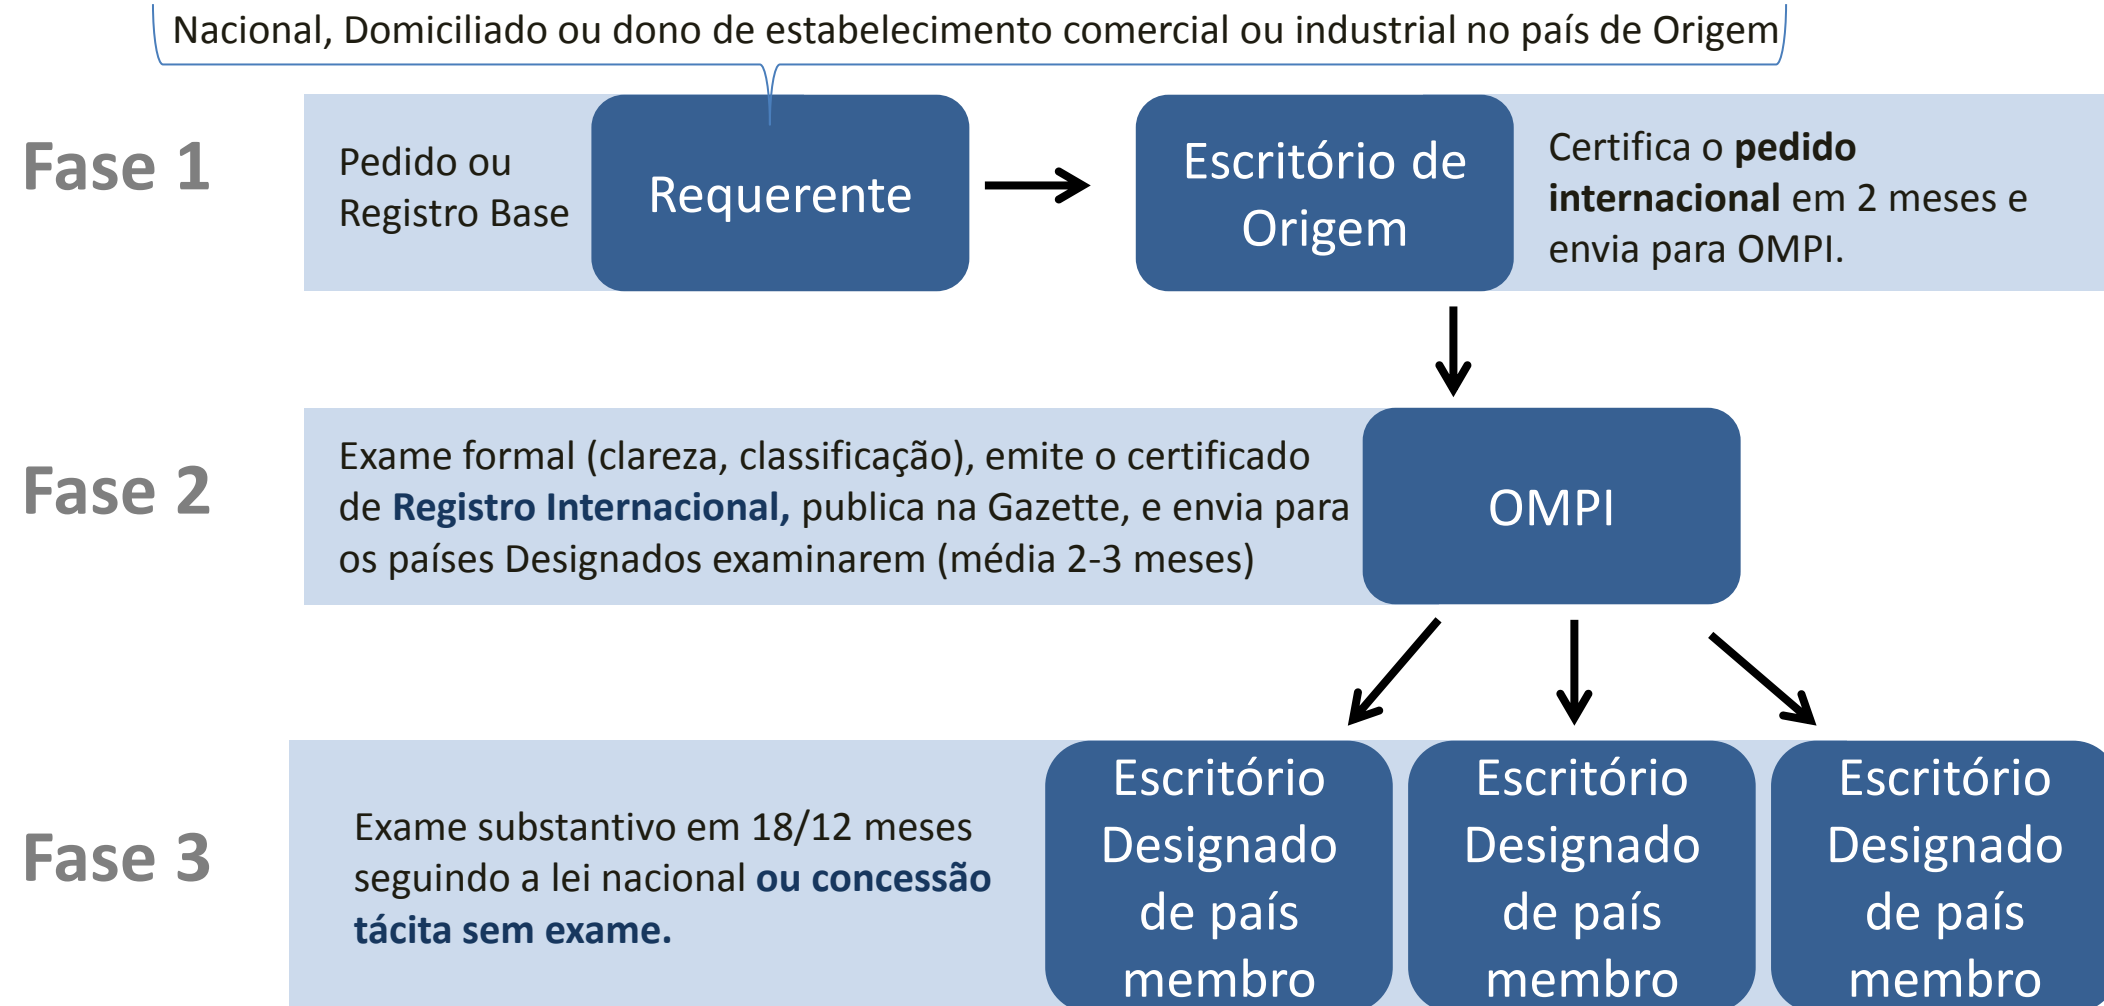 Nacional, Domiciliado ou dono de estabelecimento comercial ou industrial no país de Origem
Fase 1
Pedido ou
Registro Base
Requerente
Escritório de
Origem
Certifica o pedido
internacional em 2 meses e
envia para OMPI.
Fase 2
Exame formal (clareza, classificação), emite o certificado
de Registro Internacional, publica na Gazette, e envia para
os países Designados examinarem (média 2-3 meses)
OMPI
Fase 3
Exame substantivo em 18/12 meses
seguindo a lei nacional ou concessão
tácita sem exame.
Escritório
Designado
de país
membro
Escritório
Designado
de país
membro
Escritório
Designado
de país
membro